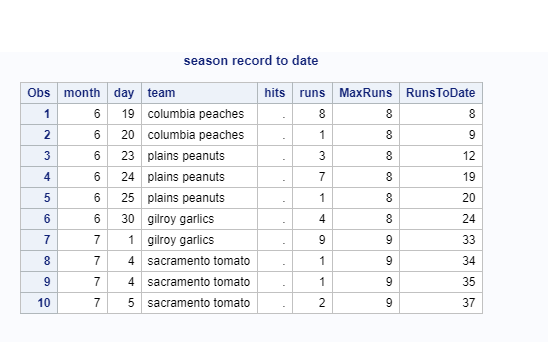 season record to date
Obs month day team hits runs MaxRuns RunsToDate
1 6 19 columbia peaches . 8 8 8
2 6 20 columbia peaches . 1 8 9
3 6 23 plains peanuts . 3 8 12
4 6 24 plains peanuts . 7 8 19
5 6 25 plains peanuts . 1 8 20
6 6 30 gilroy garlics . 4 8 24
7 7 1 gilroy garlics . 9 9 33
8 7 4 sacramento tomato . 1 9 34
9 7 4 sacramento tomato . 1 9 35
10 7 5 sacramento tomato . 2 9 37